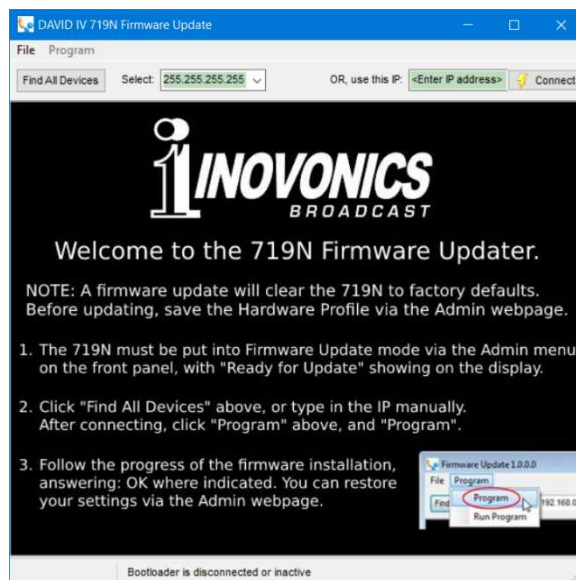 DAVID IV 719N Firmware Update
File Program
Find All Devices Select: 255.255.255.255 OR, use this IP: <Enter IP address> Connect
INOVONICS
BROADCAST
Welcome to the 719N Firmware Updater.
NOTE: A firmware update will clear the 719N to factory defaults.
Before updating, save the Hardware Profile via the Admin webpage.
1. The 719N must be put into Firmware Update mode via the Admin menu
on the front panel, with "Ready for Update" showing on the display.
2. Click "Find All Devices" above, or type in the IP manually.
After connecting, click "Program" above, and "Program".
3. Follow the progress of the firmware installation,
answering: OK where indicated. You can restore
your settings via the Admin webpage.
Firmware Update 1.0.0.0
File Program
Find Program 192.168.0
Run Program
Bootloader is disconnected or inactive